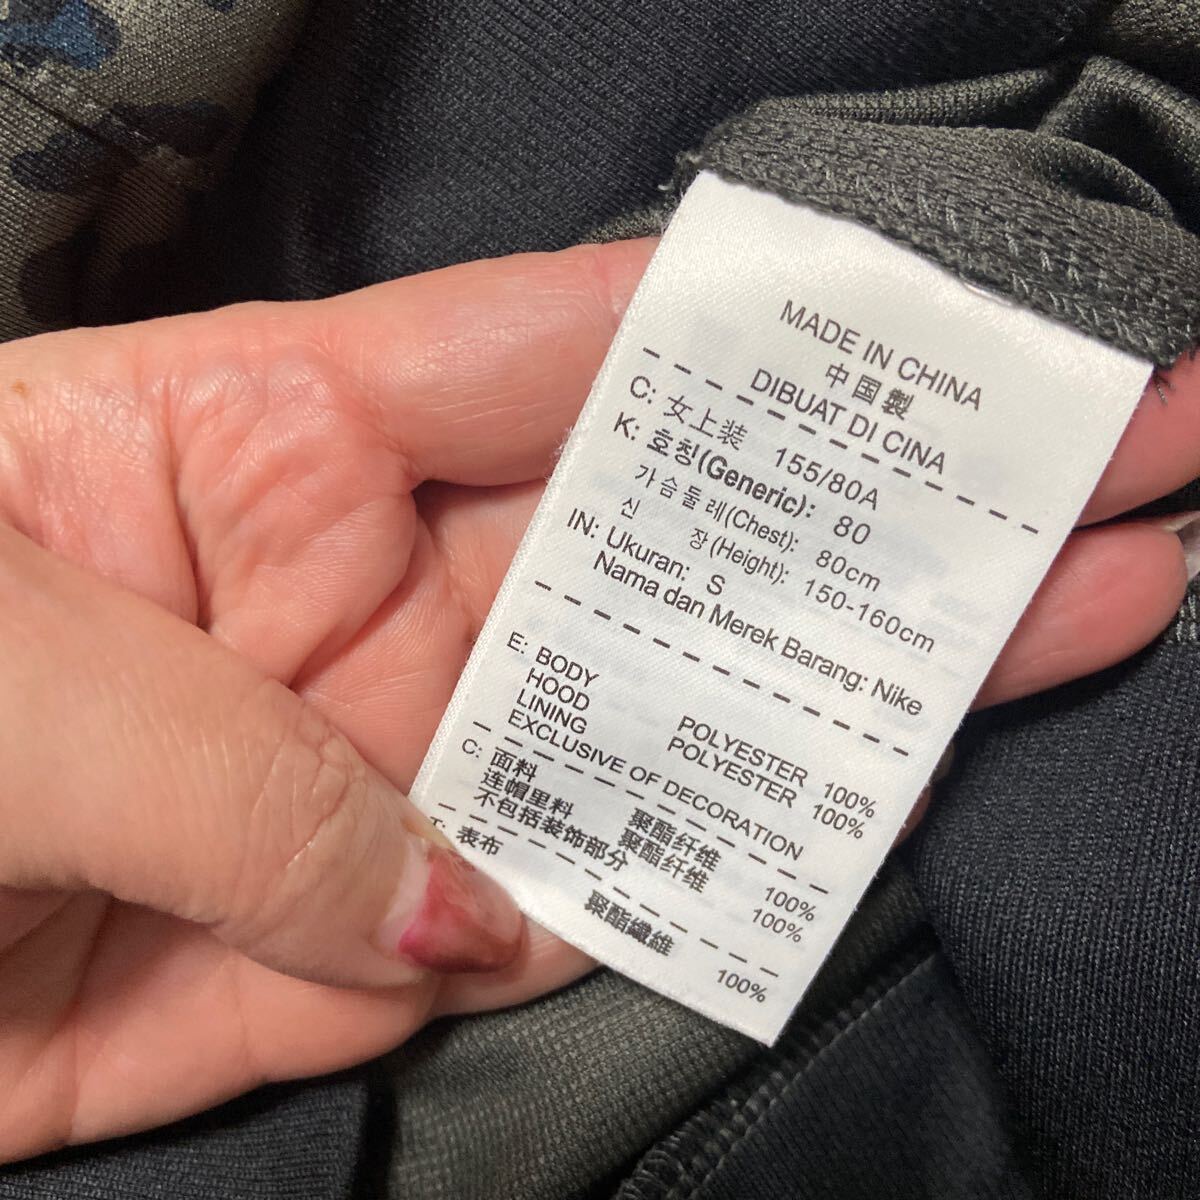 MADE IN CHINA
中国製
DIBUAT DI CINA
C: 女上装 155/80A
K: 호칭(Generic): 80
가슴둘레(Chest): 80cm
신 장(Height): 150-160cm
IN: Ukuran: S
Nama dan Merek Barang: Nike
E: BODY POLYESTER 100%
HOOD LINING POLYESTER 100%
EXCLUSIVE OF DECORATION
C: 面料 聚酯纤维 100%
连帽里料 聚酯纤维 100%
不包括装饰部分
表布 聚酯纖維 100%